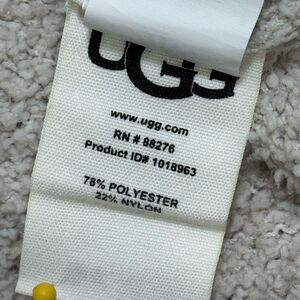 UGG
www.ugg.com
RN # 88276
Product ID# 1018963
78% POLYESTER
22% NYLON